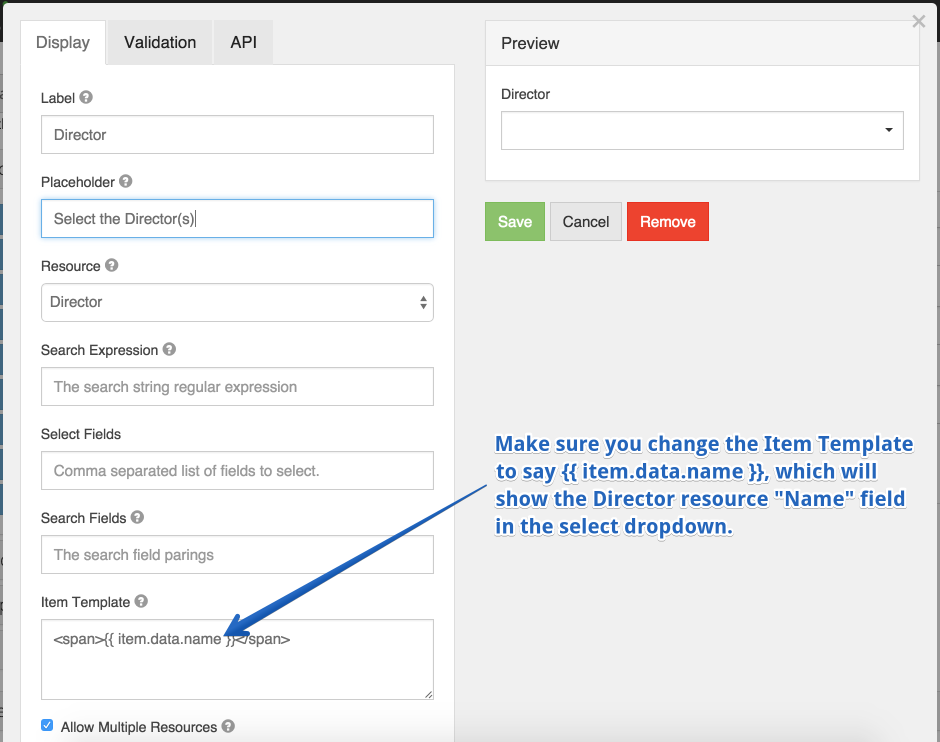 Display
Validation
API
Label
Director
Placeholder
Select the Director(s)
Resource
Director
Search Expression
The search string regular expression
Select Fields
Comma separated list of fields to select.
Search Fields
The search field parings
Item Template
<span>{{ item.data.name }}</span>
Allow Multiple Resources
×
Preview
Director
Save
Cancel
Remove
Make sure you change the Item Template
to say {{ item.data.name }}, which will
show the Director resource "Name" field
in the select dropdown.